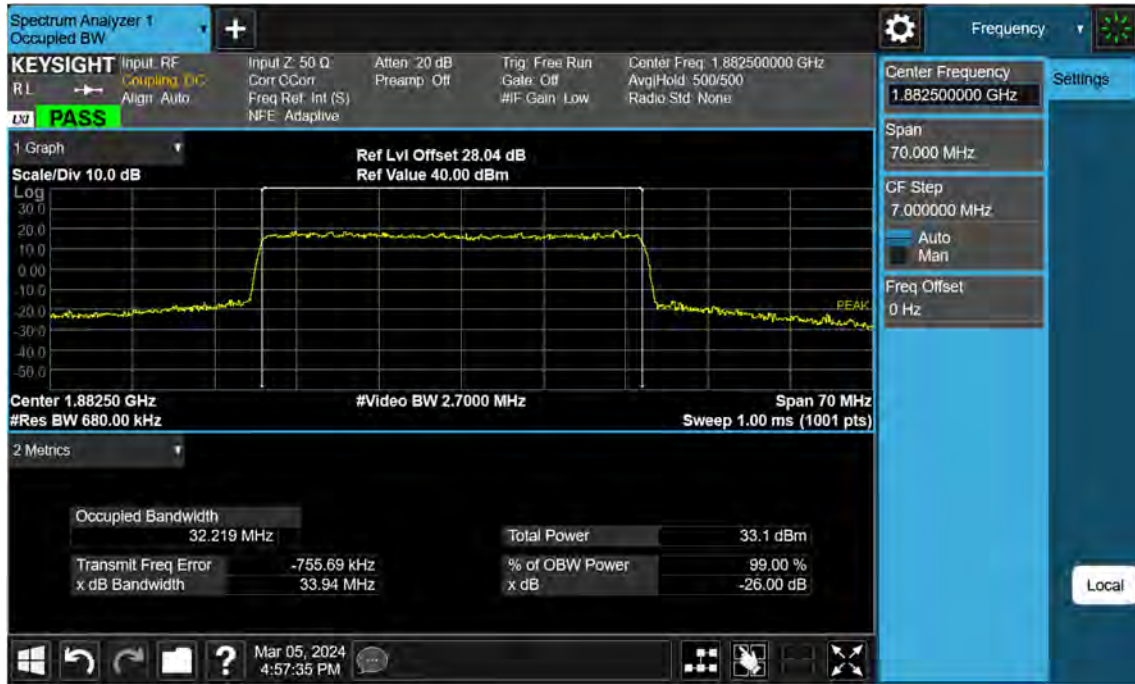 Spectrum Analyzer 1
Occupied BW
+
Frequency
KEYSIGHT
R L
LXI PASS
Input: RF
Coupling: DC
Align: Auto
Input Z: 50 Ω
Corr CCorr
Freq Ref: Int (S)
NFE: Adaptive
Atten: 20 dB
Preamp: Off
Trig: Free Run
Gate: Off
#IF Gain: Low
Center Freq: 1.882500000 GHz
Avg|Hold: 500/500
Radio Std: None
1 Graph
Scale/Div 10.0 dB
Ref Lvl Offset 28.04 dB
Ref Value 40.00 dBm
Log
30.0
20.0
10.0
0.00
-10.0
-20.0
-30.0
-40.0
-50.0
PEAK
Center 1.88250 GHz
#Video BW 2.7000 MHz
Span 70 MHz
#Res BW 680.00 kHz
Sweep 1.00 ms (1001 pts)
2 Metrics
Occupied Bandwidth
32.219 MHz
Total Power 33.1 dBm
Transmit Freq Error -755.69 kHz
% of OBW Power 99.00 %
x dB Bandwidth 33.94 MHz
x dB -26.00 dB
Center Frequency
1.882500000 GHz
Settings
Span
70.000 MHz
CF Step
7.000000 MHz
Auto
Man
Freq Offset
0 Hz
Local
?
Mar 05, 2024
4:57:35 PM